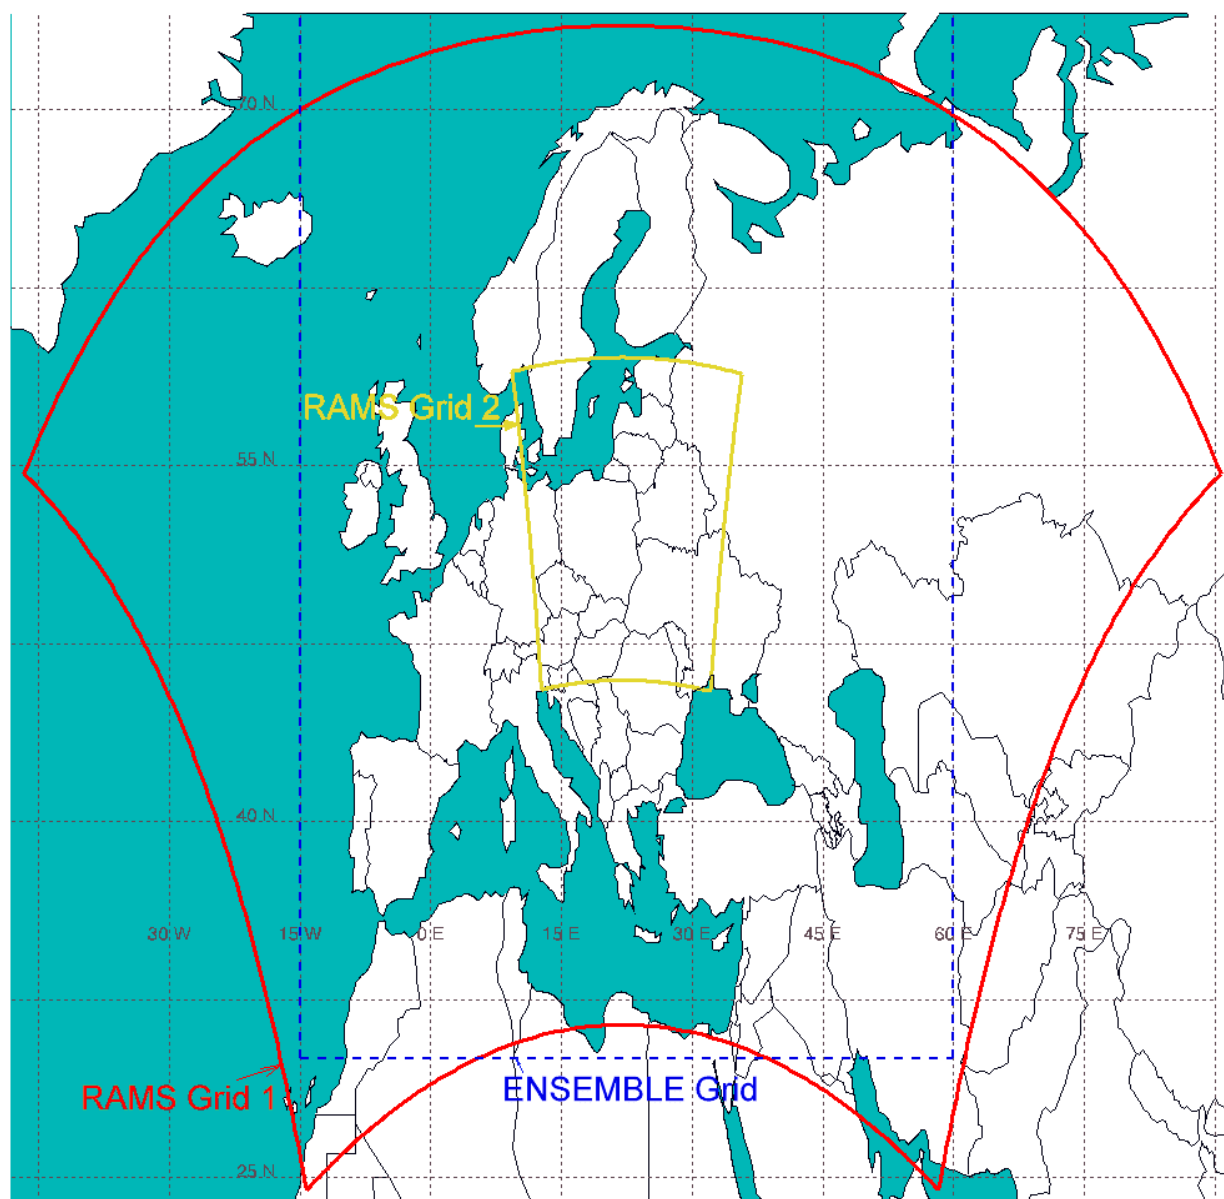 70 N
RAMS Grid 2
55 N
40 N
30 W 15 W 0 E 15 E 30 E 45 E 60 E 75 E
ENSEMBLE Grid
RAMS Grid 1
25 N